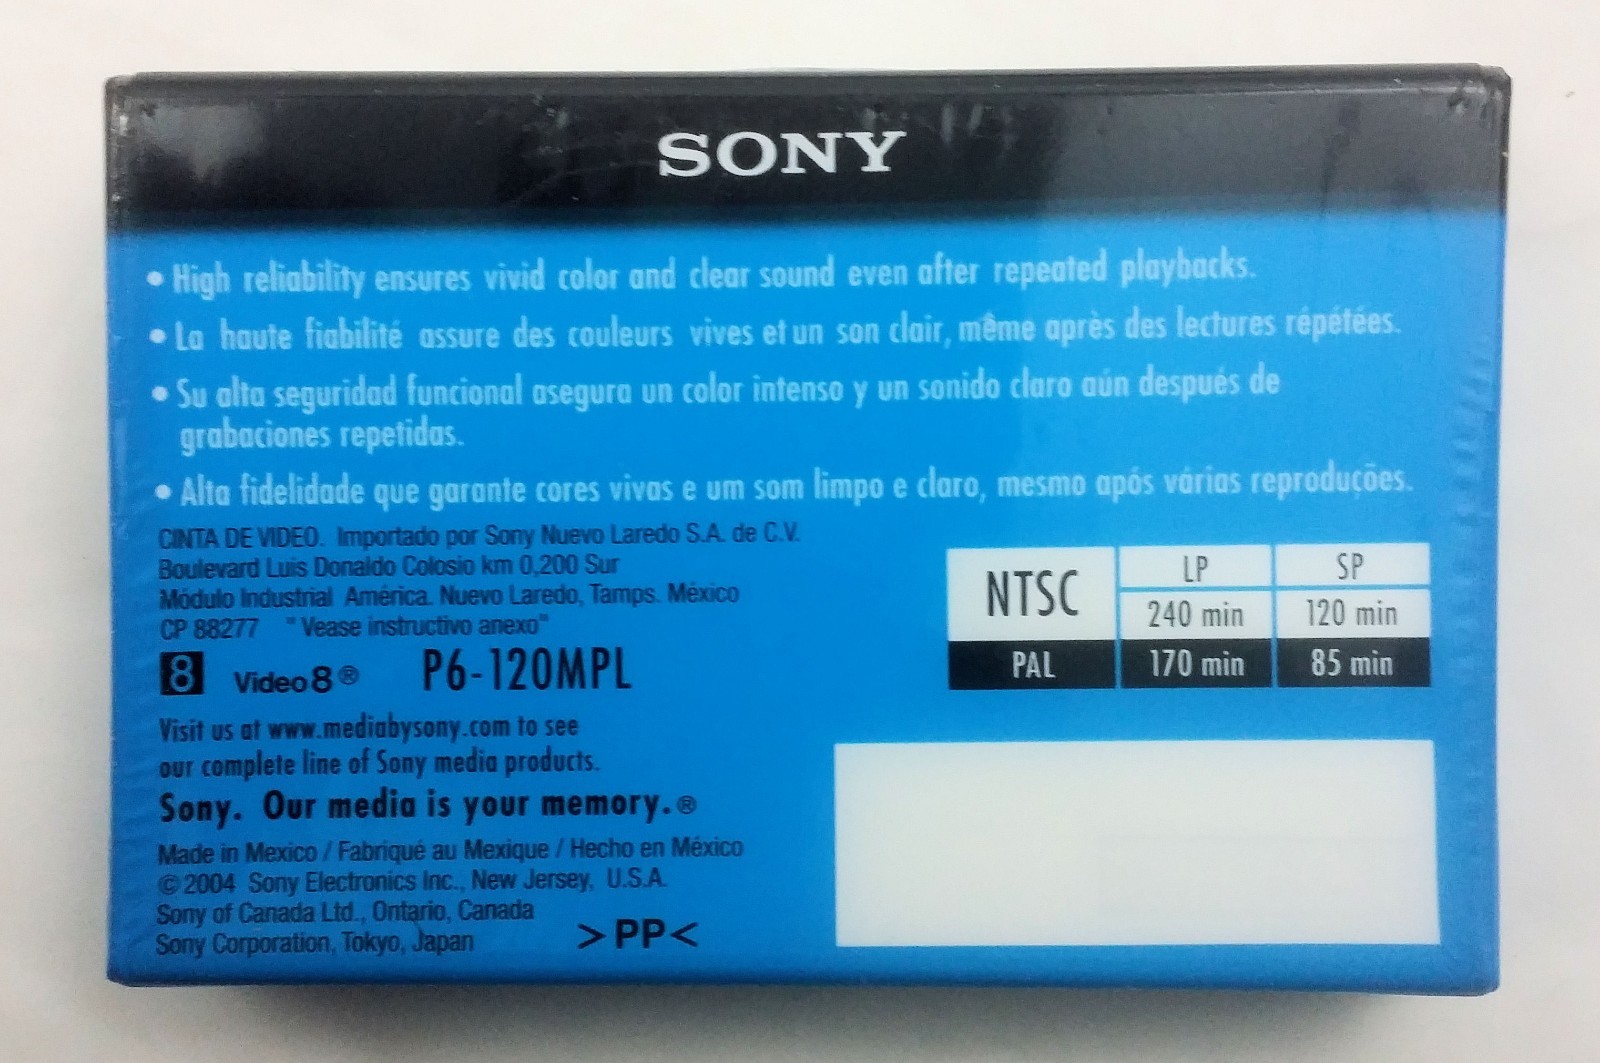 SONY
• High reliability ensures vivid color and clear sound even after repeated playbacks.
• La haute fiabilité assure des couleurs vives et un son clair, même après des lectures répétées.
• Su alta seguridad funcional asegura un color intenso y un sonido claro aún después de
grabaciones repetidas.
• Alta fidelidade que garante cores vivas e um som limpo e claro, mesmo após várias reproduções.
CINTA DE VIDEO. Importado por Sony Nuevo Laredo S.A. de C.V.
Boulevard Luis Donaldo Colosio km 0,200 Sur
Módulo Industrial América. Nuevo Laredo, Tamps. México
CP 88277 "Vease instructivo anexo"
8 Video8® P6-120MPL
NTSC LP SP
240 min 120 min
PAL 170 min 85 min
Visit us at www.mediabysony.com to see
our complete line of Sony media products.
Sony. Our media is your memory.®
Made in Mexico / Fabriqué au Mexique / Hecho en México
© 2004 Sony Electronics Inc., New Jersey, U.S.A.
Sony of Canada Ltd., Ontario, Canada
Sony Corporation, Tokyo, Japan >PP<